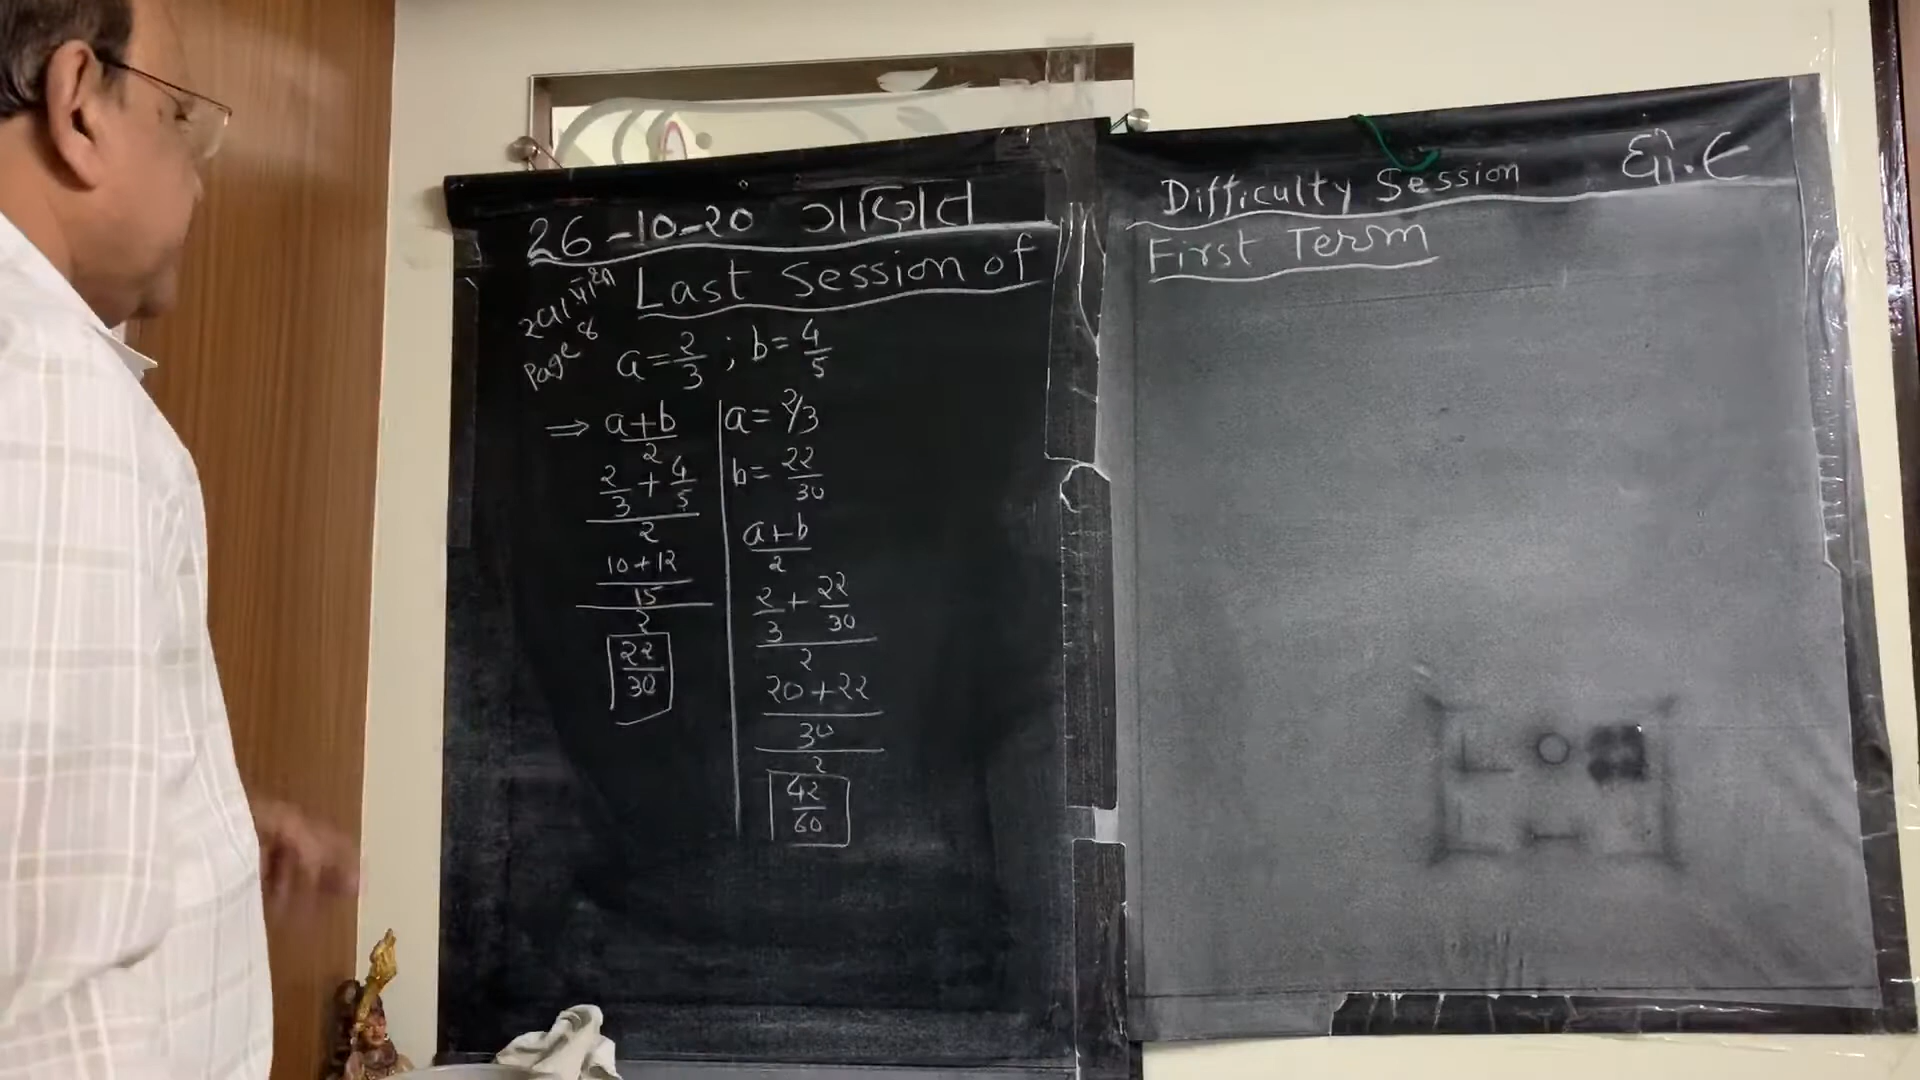 26-10-20 ગણિત
Last Session of
Page 8
a = 2/3 ; b = 4/5
⇒ a+b/2
2/3 + 4/5
2
10+12
15
2
22/30
a = 2/3
b = 22/30
a+b/2
2/3 + 22/30
2
20+22
30
2
42/60
Difficulty Session ધો.૯
First Term